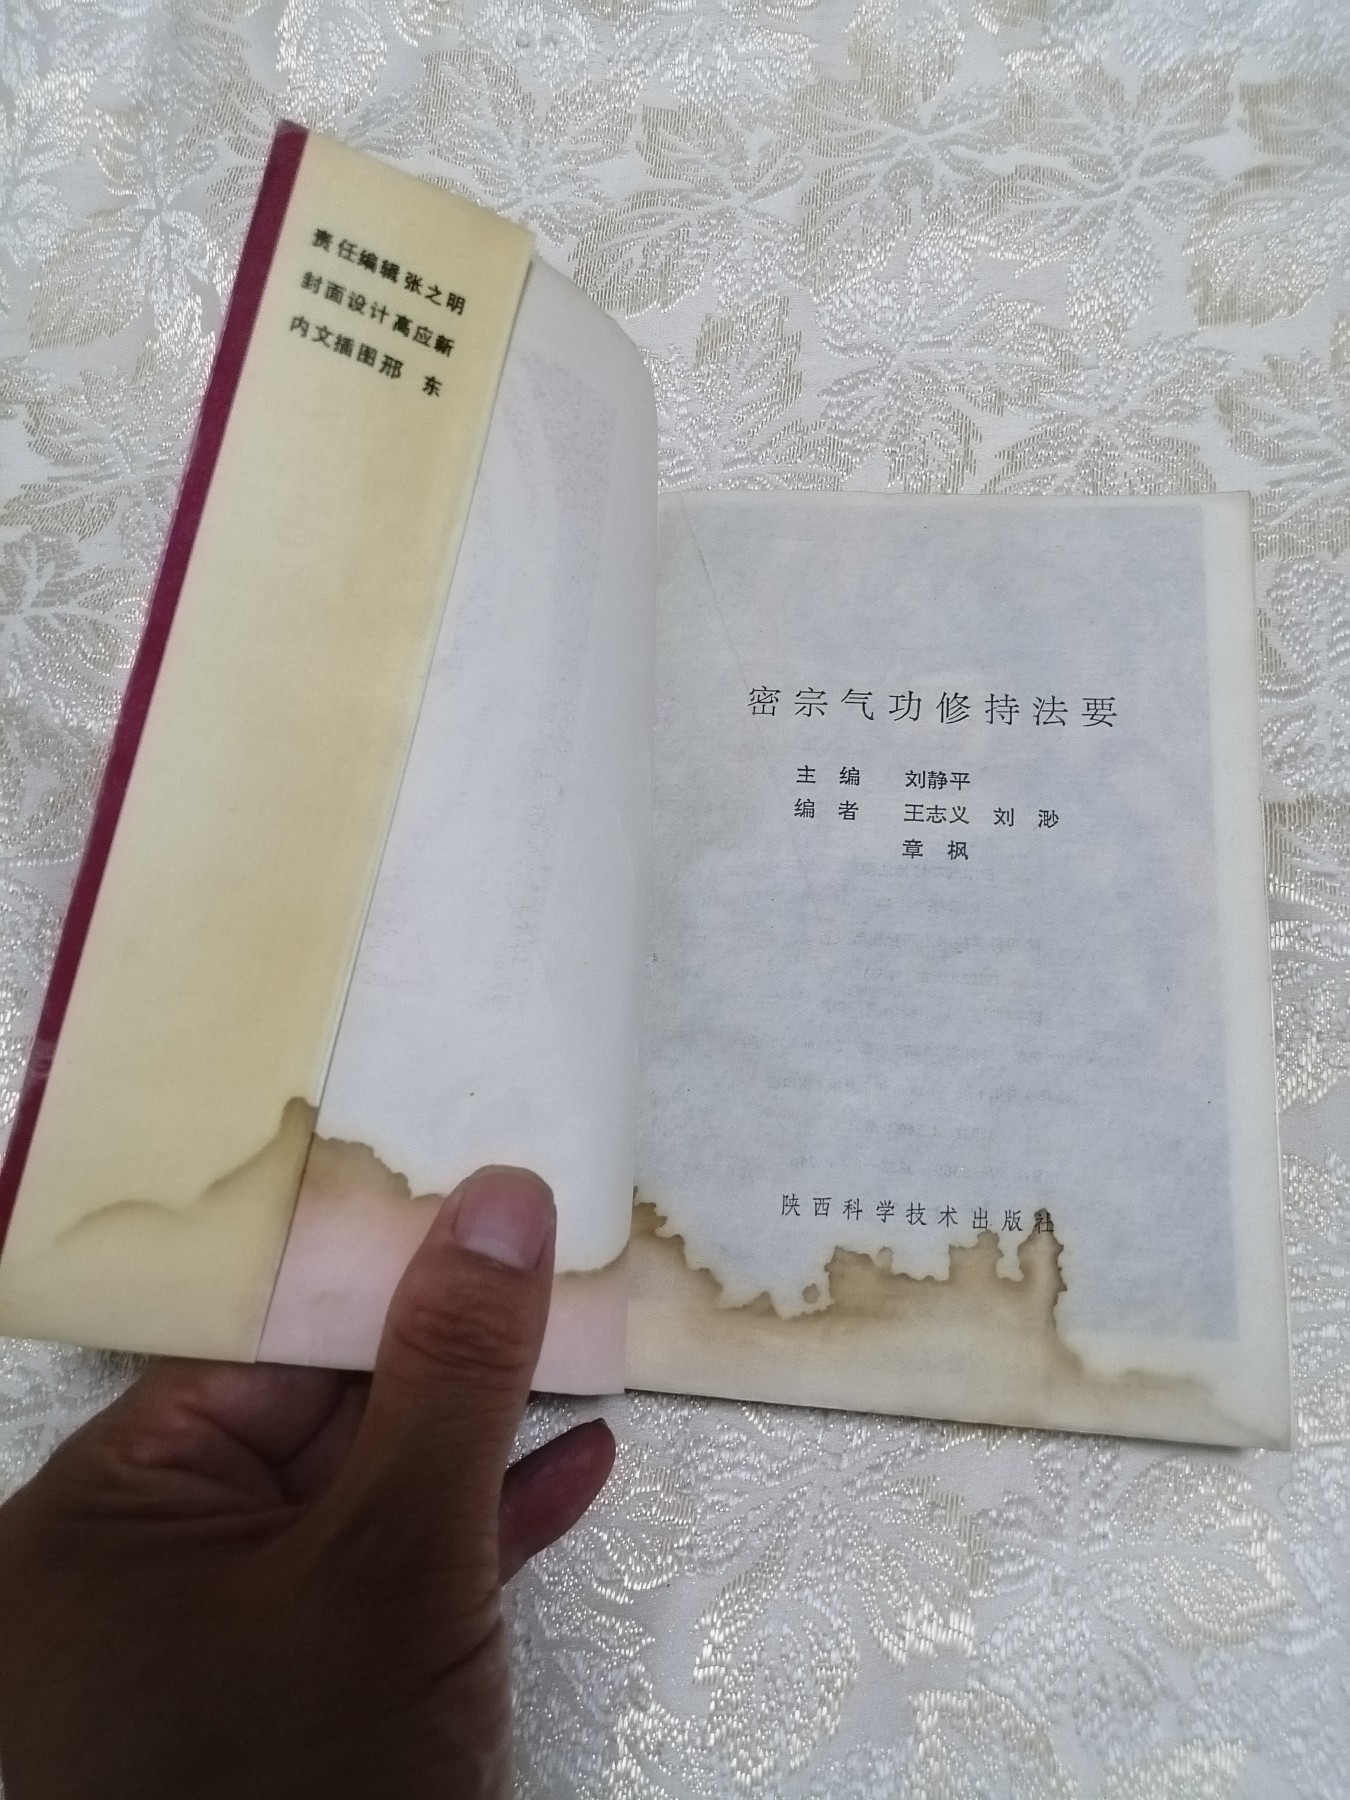 责任编辑 张之明
封面设计 高应新
内文插图 邢　东
密宗气功修持法要
主　编　刘静平
编　者　王志义　刘　渺
章　枫
陕西科学技术出版社